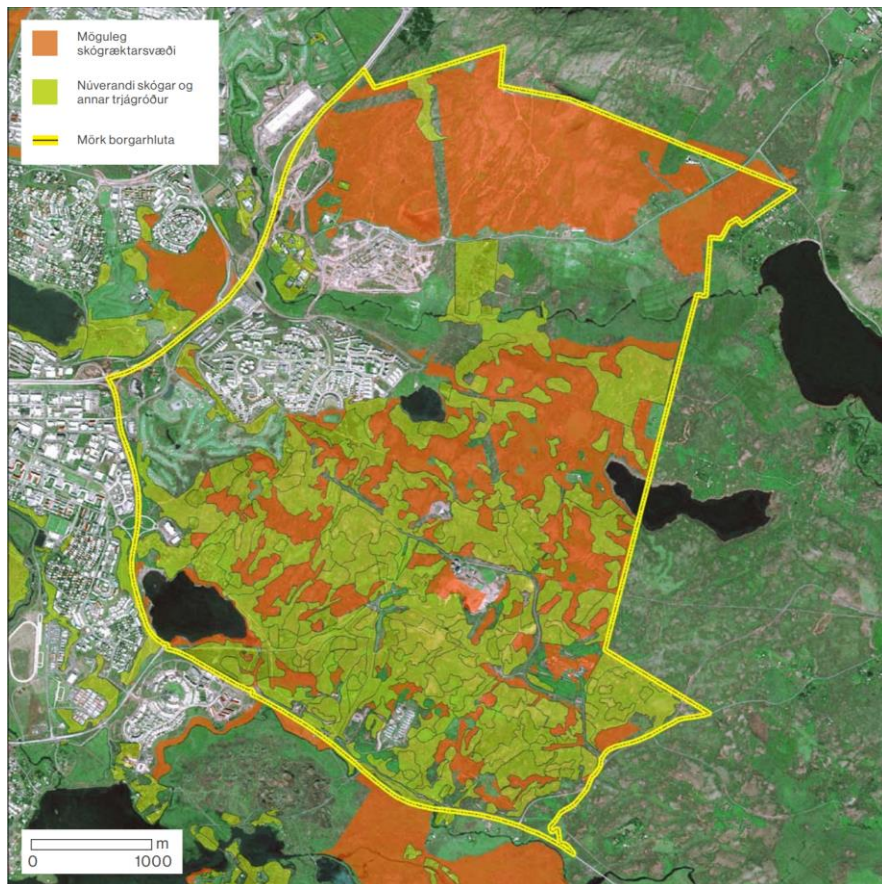 Möguleg
skógræktarsvæði
Núverandi skógar og
annar trjágróður
Mörk borgarhluta
m
0 1000